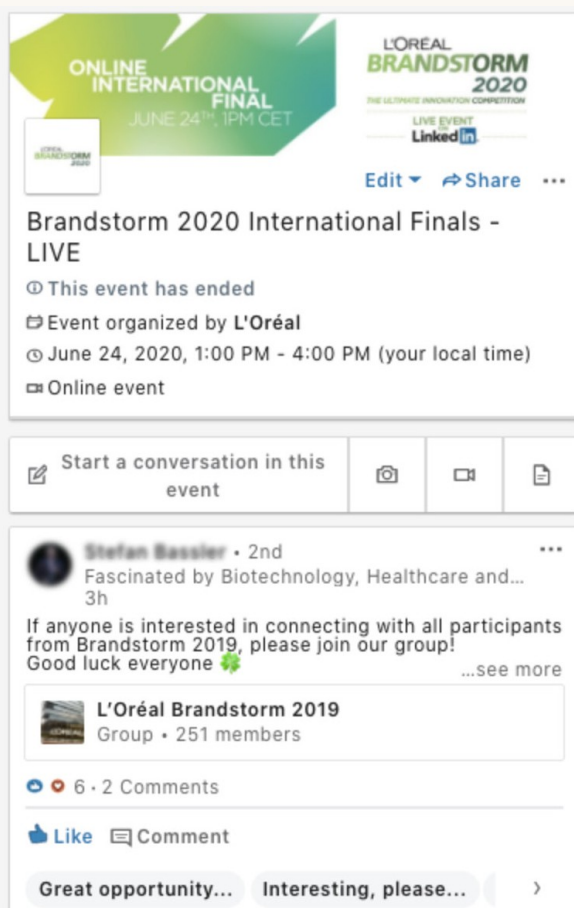 ONLINE
INTERNATIONAL
FINAL
JUNE 24TH, 1PM CET
L'ORÉAL
BRANDSTORM
2020
THE ULTIMATE INNOVATION COMPETITION
LIVE EVENT
ON
LinkedIn
L'ORÉAL
BRANDSTORM
2020
Edit Share ...
Brandstorm 2020 International Finals -
LIVE
This event has ended
Event organized by L'Oréal
June 24, 2020, 1:00 PM - 4:00 PM (your local time)
Online event
Start a conversation in this
event
• 2nd
Fascinated by Biotechnology, Healthcare and...
3h
If anyone is interested in connecting with all participants
from Brandstorm 2019, please join our group!
Good luck everyone 🍀
...see more
L'Oréal Brandstorm 2019
Group • 251 members
6 · 2 Comments
Like Comment
Great opportunity... Interesting, please...